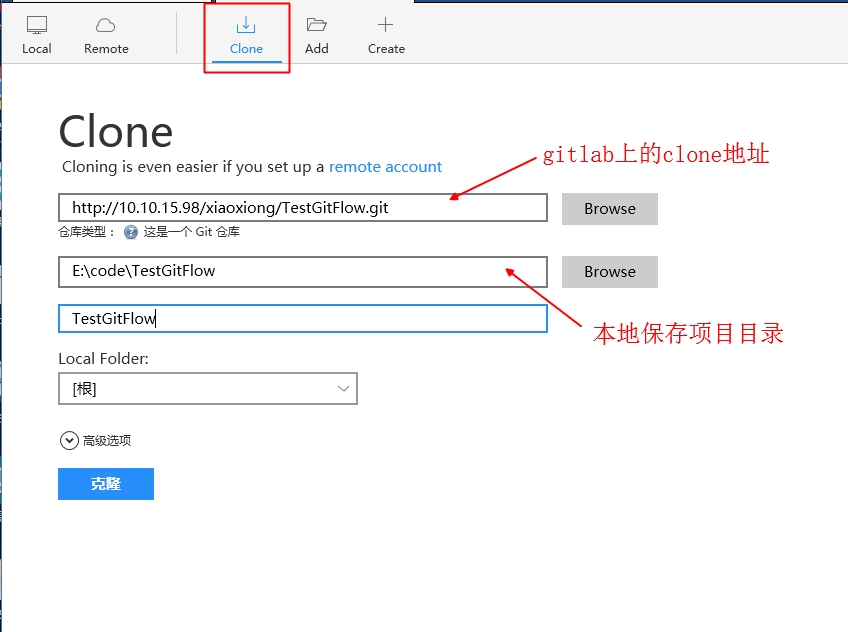 Local Remote Clone Add Create
Clone
Cloning is even easier if you set up a remote account
gitlab上的clone地址
http://10.10.15.98/xiaoxiong/TestGitFlow.git Browse
仓库类型： 这是一个 Git 仓库
E:\code\TestGitFlow Browse
TestGitFlow
本地保存项目目录
Local Folder:
[根]
高级选项
克隆